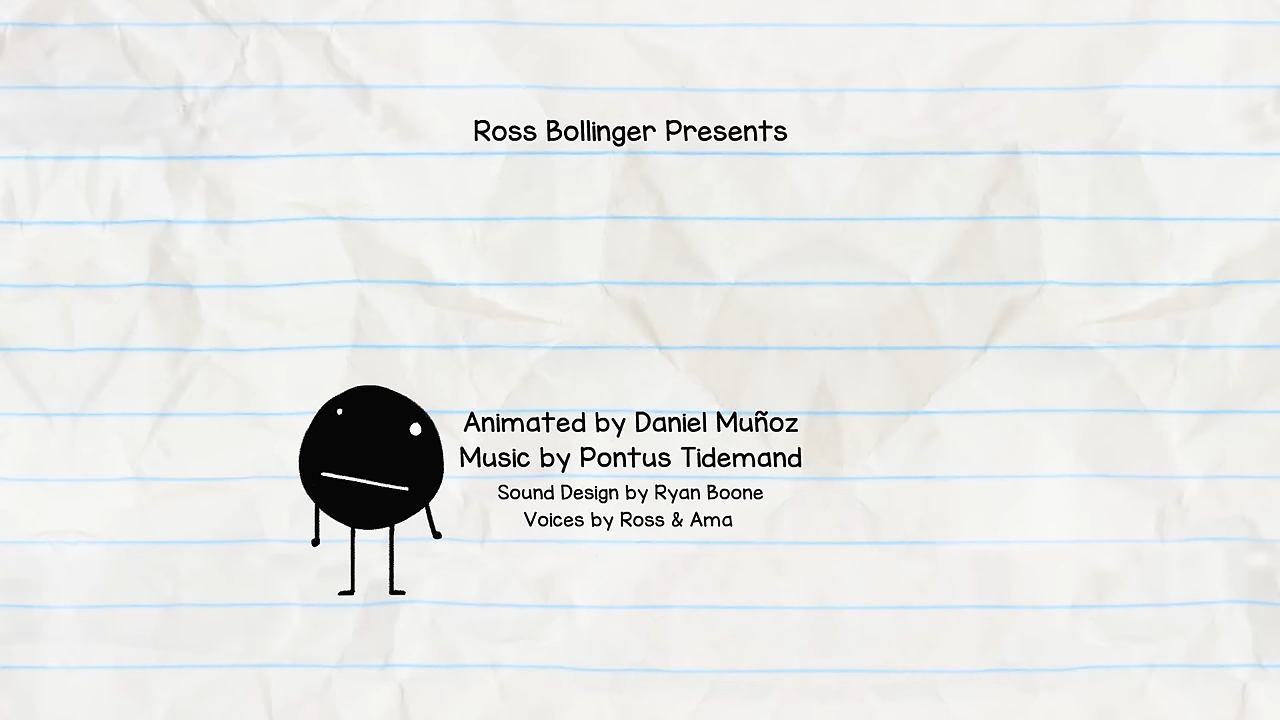 Ross Bollinger Presents
Animated by Daniel Muñoz
Music by Pontus Tidemand
Sound Design by Ryan Boone
Voices by Ross & Ama